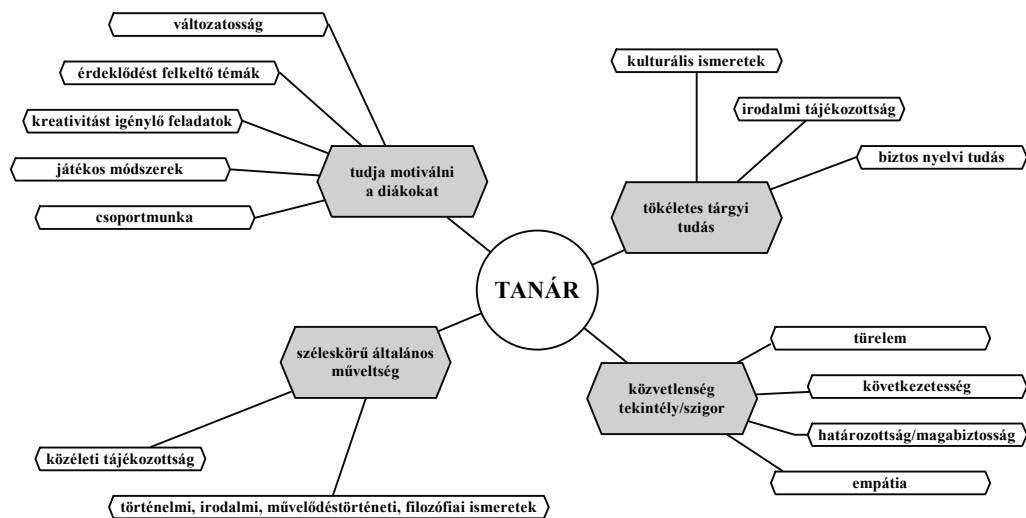 változatosság
érdeklődést felkeltő témák
kreativitást igénylő feladatok
játékos módszerek
csoportmunka
tudja motiválni
a diákokat
kulturális ismeretek
irodalmi tájékozottság
biztos nyelvi tudás
tökéletes tárgyi
tudás
TANÁR
széleskörű általános
műveltség
közéleti tájékozottság
történelmi, irodalmi, művelődéstörténeti, filozófiai ismeretek
közvetlenség
tekintély/szigor
türelem
következetesség
határozottság/magabiztosság
empátia